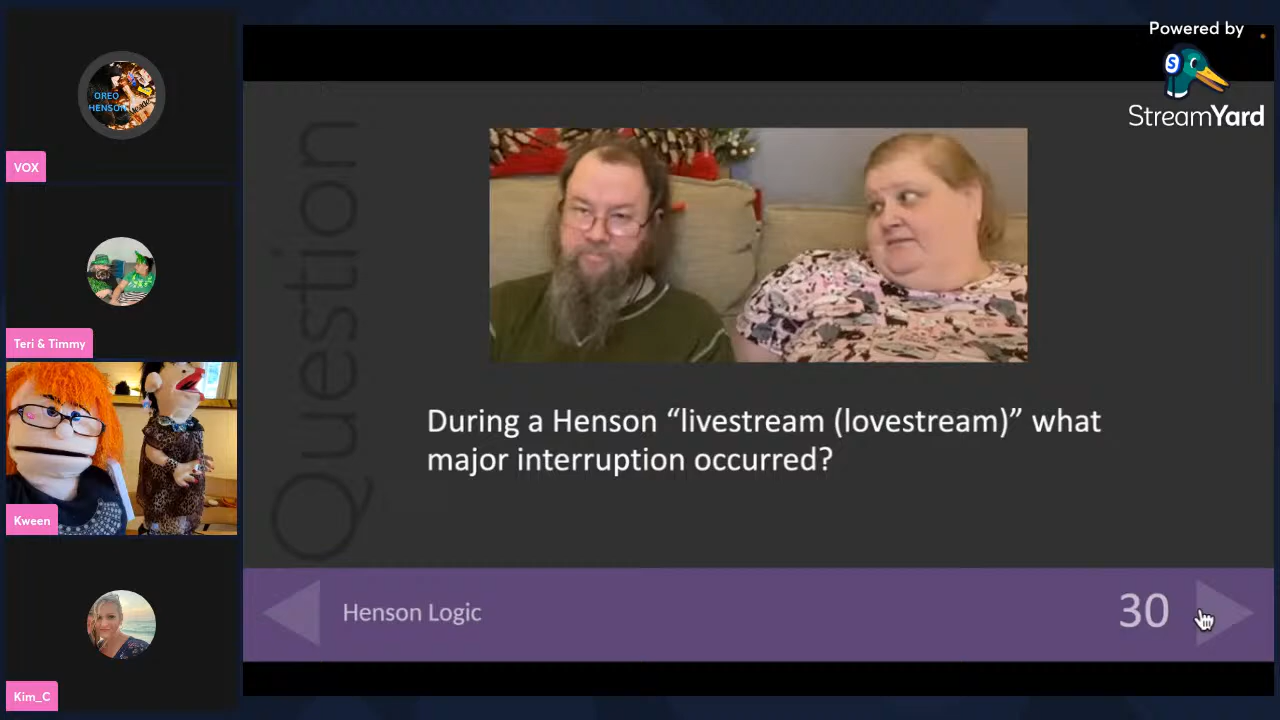 Powered by
StreamYard
OREO
HENSON
VOX
Teri & Timmy
Kween
Kim_C
Question
During a Henson “livestream (lovestream)” what
major interruption occurred?
Henson Logic
30